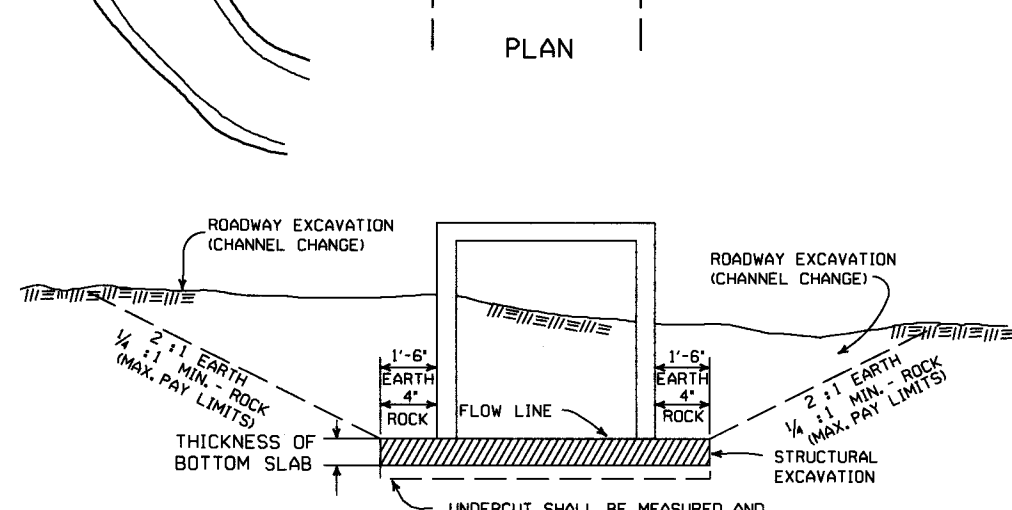 PLAN
ROADWAY EXCAVATION
(CHANNEL CHANGE)
ROADWAY EXCAVATION
(CHANNEL CHANGE)
2 :1 EARTH
¼ :1 MIN. - ROCK
(MAX. PAY LIMITS)
1'-6"
EARTH
4"
ROCK
1'-6"
EARTH
4"
ROCK
2 :1 EARTH
¼ :1 MIN. - ROCK
(MAX. PAY LIMITS)
FLOW LINE
THICKNESS OF
BOTTOM SLAB
STRUCTURAL
EXCAVATION
UNDERCUT SHALL BE MEASURED AND